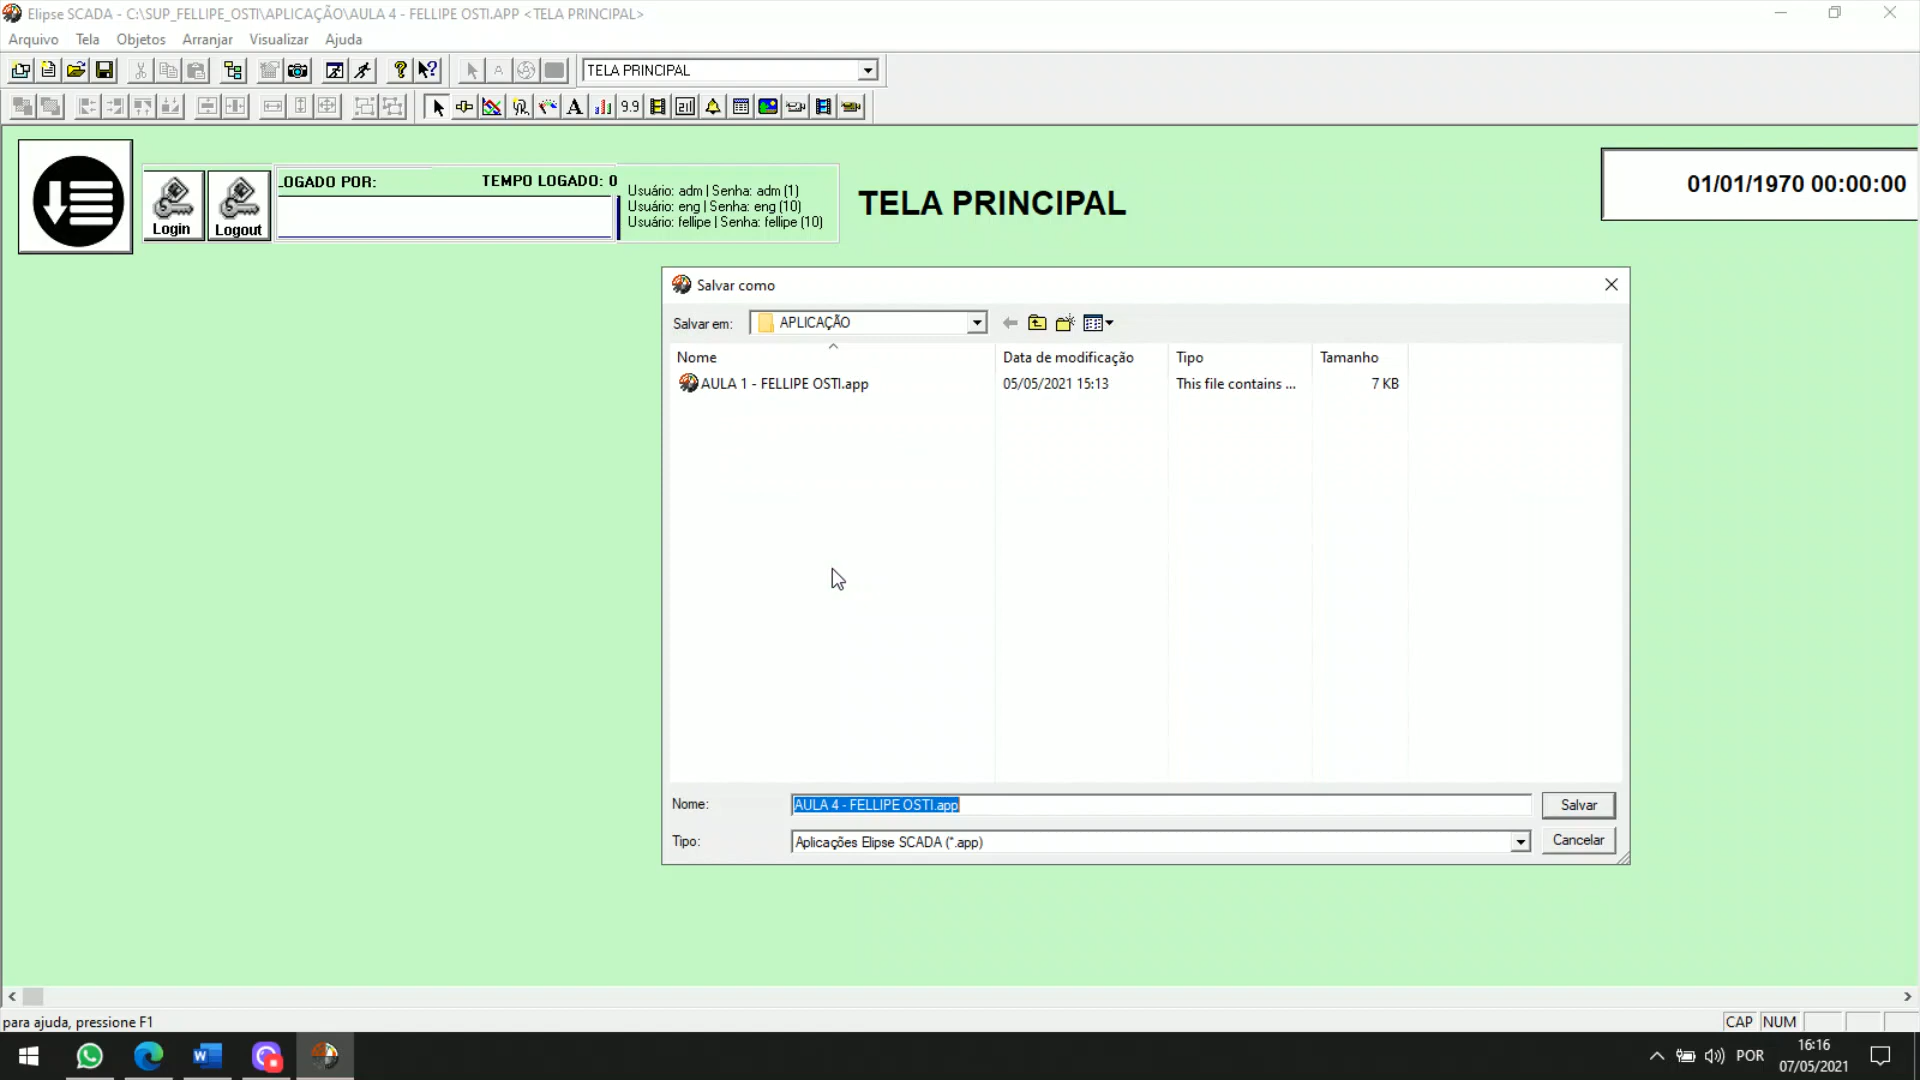 Elipse SCADA - C:\SUP_FELLIPE_OSTI\APLICAÇÃO\AULA 4 - FELLIPE OSTI.APP <TELA PRINCIPAL>
Arquivo Tela Objetos Arranjar Visualizar Ajuda
TELA PRINCIPAL
A 9.9
Login
Logout
LOGADO POR:
TEMPO LOGADO: 0
Usuário: adm | Senha: adm (1)
Usuário: eng | Senha: eng (10)
Usuário: fellipe | Senha: fellipe (10)
TELA PRINCIPAL
01/01/1970 00:00:00
Salvar como
Salvar em: APLICAÇÃO
Nome Data de modificação Tipo Tamanho
AULA 1 - FELLIPE OSTI.app 05/05/2021 15:13 This file contains ... 7 KB
Nome: AULA 4 - FELLIPE OSTI.app Salvar
Tipo: Aplicações Elipse SCADA (*.app) Cancelar
para ajuda, pressione F1
CAP NUM
POR
16:16
07/05/2021